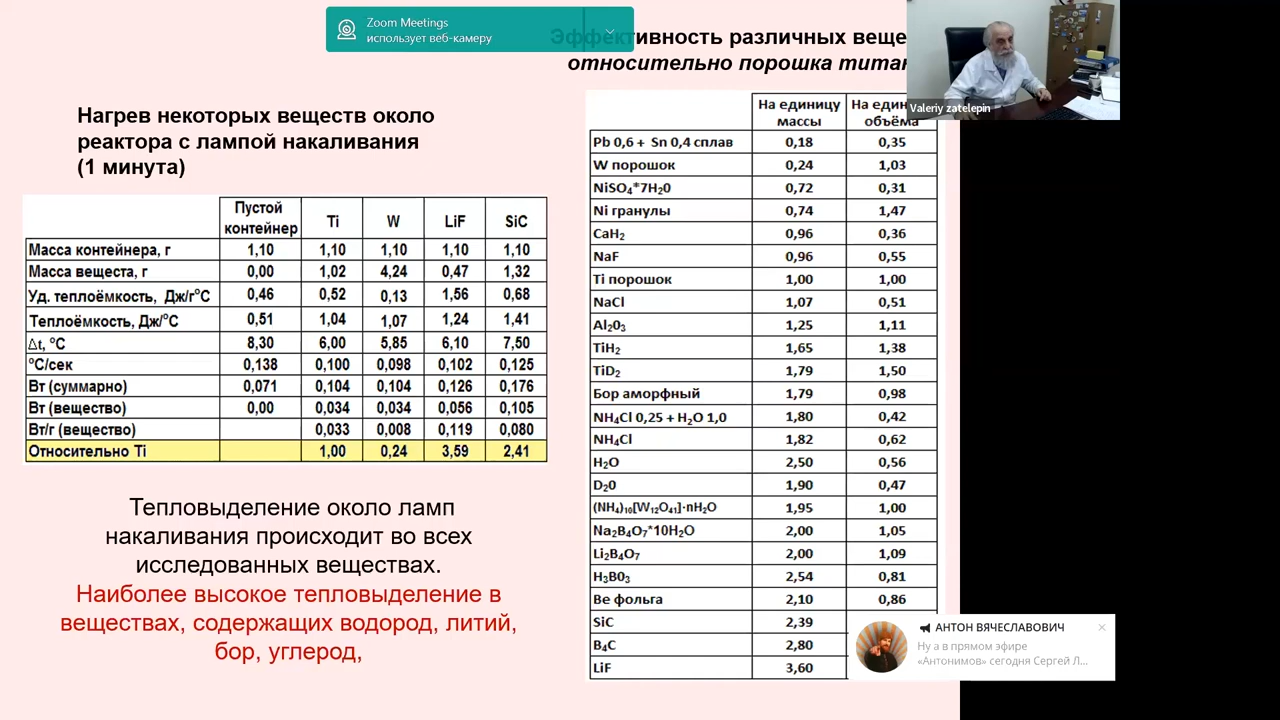 Zoom Meetings
использует веб-камеру
Эффективность различных веще
относительно порошка титан
Valeriy zatelepin
Нагрев некоторых веществ около
реактора с лампой накаливания
(1 минута)
Пустой контейнер Ti W LiF SiC
Масса контейнера, г 1,10 1,10 1,10 1,10 1,10
Масса вещества, г 0,00 1,02 4,24 0,47 1,32
Уд. теплоёмкость, Дж/г°С 0,46 0,52 0,13 1,56 0,68
Теплоёмкость, Дж/°С 0,51 1,04 1,07 1,24 1,41
Δt, °C 8,30 6,00 5,85 6,10 7,50
°С/сек 0,138 0,100 0,098 0,102 0,125
Вт (суммарно) 0,071 0,104 0,104 0,126 0,176
Вт (вещество) 0,00 0,034 0,034 0,056 0,105
Вт/г (вещество) 0,033 0,008 0,119 0,080
Относительно Ti 1,00 0,24 3,59 2,41
Тепловыделение около ламп
накаливания происходит во всех
исследованных веществах.
Наиболее высокое тепловыделение в
веществах, содержащих водород, литий,
бор, углерод,
На единицу На един
массы объёма
Pb 0,6 + Sn 0,4 сплав 0,18 0,35
W порошок 0,24 1,03
NiSO₄*7H₂0 0,72 0,31
Ni гранулы 0,74 1,47
CaH₂ 0,96 0,36
NaF 0,96 0,55
Ti порошок 1,00 1,00
NaCl 1,07 0,51
Al₂0₃ 1,25 1,11
TiH₂ 1,65 1,38
TiD₂ 1,79 1,50
Бор аморфный 1,79 0,98
NH₄Cl 0,25 + H₂O 1,0 1,80 0,42
NH₄Cl 1,82 0,62
H₂O 2,50 0,56
D₂0 1,90 0,47
(NH₄)₁₀[W₁₂O₄₁]·nH₂O 1,95 1,00
Na₂B₄O₇*10H₂O 2,00 1,05
Li₂B₄O₇ 2,00 1,09
H₃B0₃ 2,54 0,81
Be фольга 2,10 0,86
SiC 2,39
B₄C 2,80
LiF 3,60
АНТОН ВЯЧЕСЛАВОВИЧ
Ну а в прямом эфире
«Антонимов» сегодня Сергей Л...